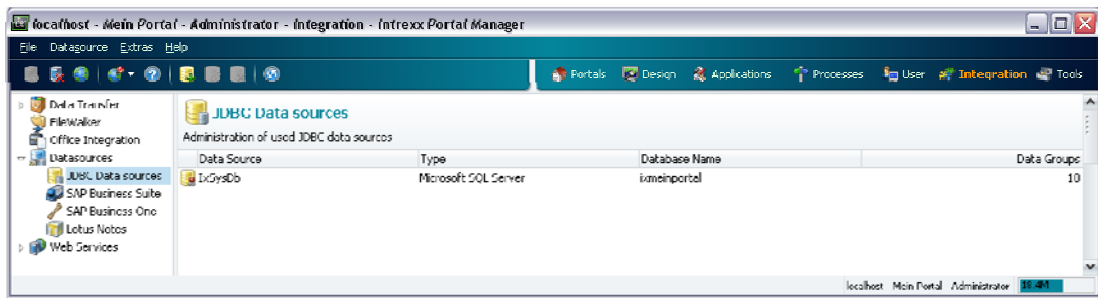 localhost - Mein Portal - Administrator - Integration - Intrexx Portal Manager
File Datasource Extras Help
Portals Design Applications Processes User Integration Tools
Data Transfer
FileWalker
Office Integration
Datasources
JDBC Data sources
SAP Business Suite
SAP Business One
Lotus Notes
Web Services
JDBC Data sources
Administration of used JDBC data sources
Data Source Type Database Name Data Groups
IxSysDb Microsoft SQL Server ixmeinportal 10
localhost Mein Portal Administrator 18.4M